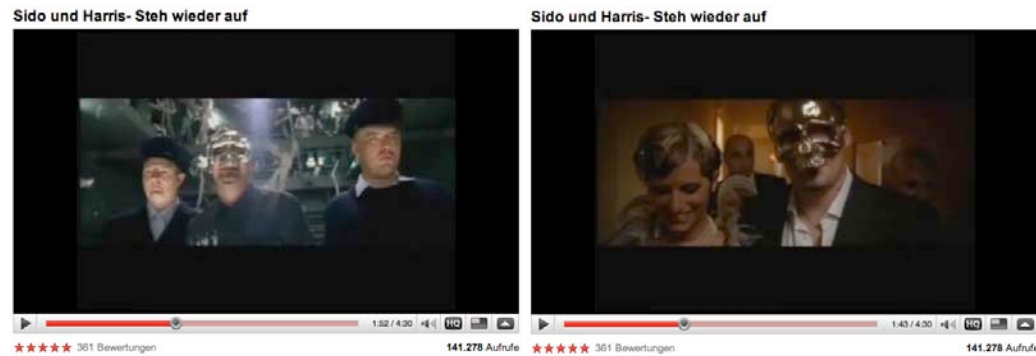 Sido und Harris- Steh wieder auf
1:52 / 4:30 HQ
361 Bewertungen 141.278 Aufrufe
Sido und Harris- Steh wieder auf
1:43 / 4:30 HQ
361 Bewertungen 141.278 Aufrufe